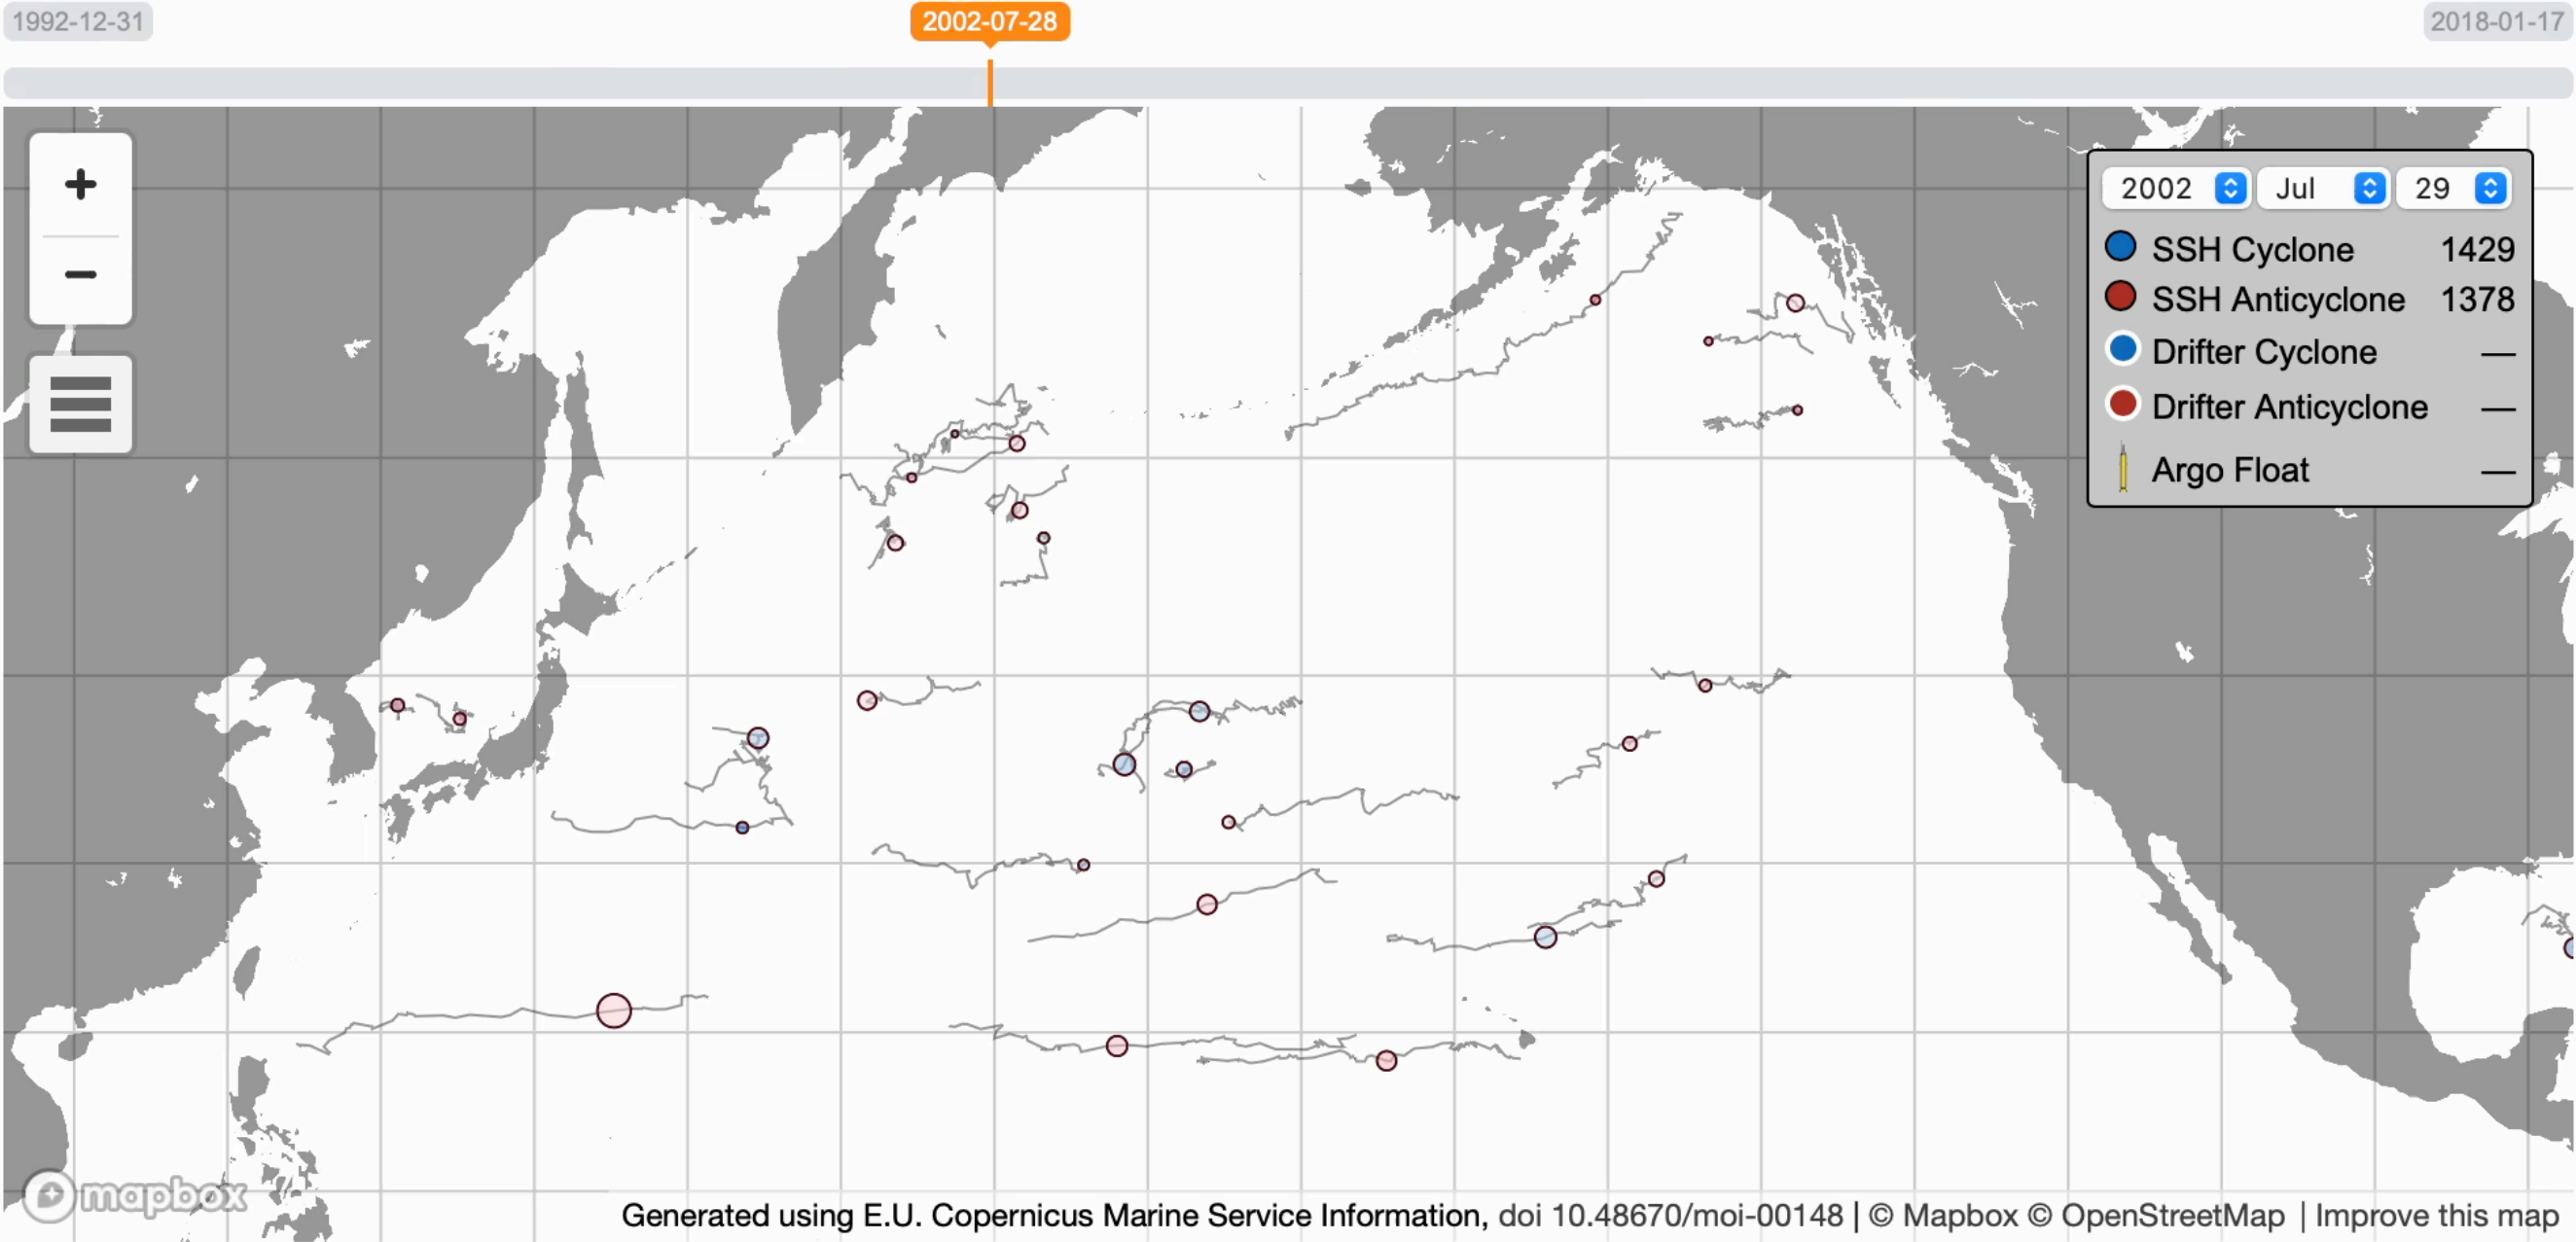 1992-12-31
2002-07-28
2018-01-17
+
−
2002 Jul 29
SSH Cyclone 1429
SSH Anticyclone 1378
Drifter Cyclone —
Drifter Anticyclone —
Argo Float —
mapbox
Generated using E.U. Copernicus Marine Service Information, doi 10.48670/moi-00148 | © Mapbox © OpenStreetMap | Improve this map